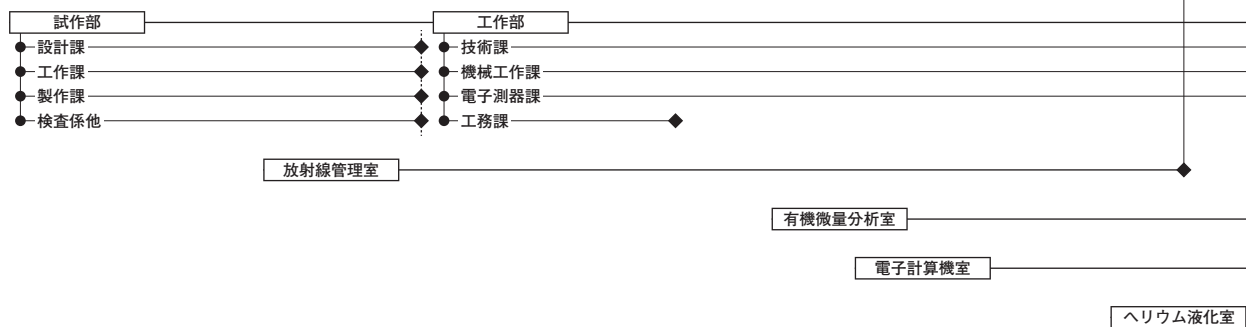 試作部 工作部
設計課 技術課
工作課 機械工作課
製作課 電子測器課
検査係他 工務課
放射線管理室
有機微量分析室
電子計算機室
ヘリウム液化室